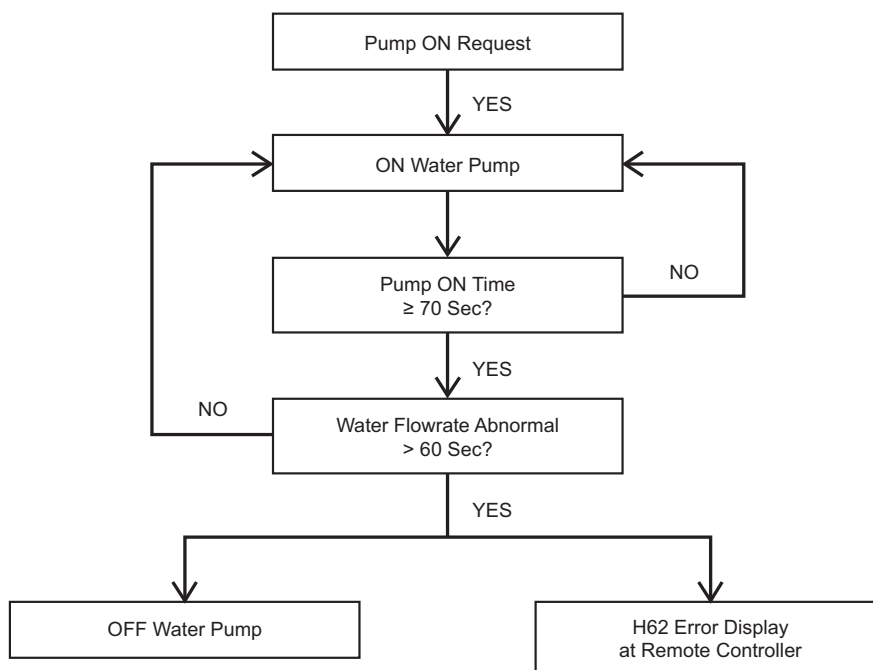 Pump ON Request
YES
ON Water Pump
Pump ON Time
≥ 70 Sec?
NO
YES
NO
Water Flowrate Abnormal
> 60 Sec?
YES
OFF Water Pump
H62 Error Display
at Remote Controller